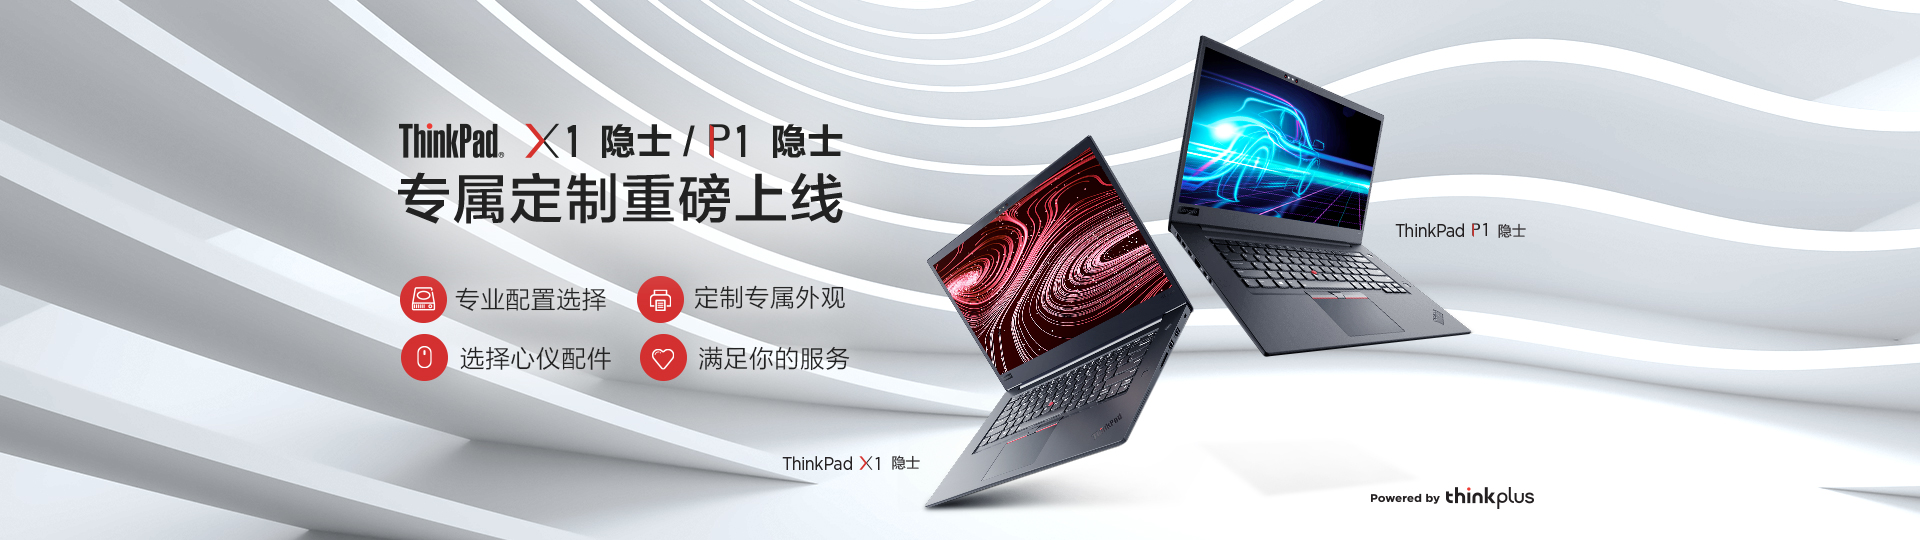 ThinkPad® X1 隐士 / P1 隐士
专属定制重磅上线
专业配置选择
定制专属外观
选择心仪配件
满足你的服务
ThinkPad P1 隐士
ThinkPad X1 隐士
Powered by thinkplus
ThinkPad